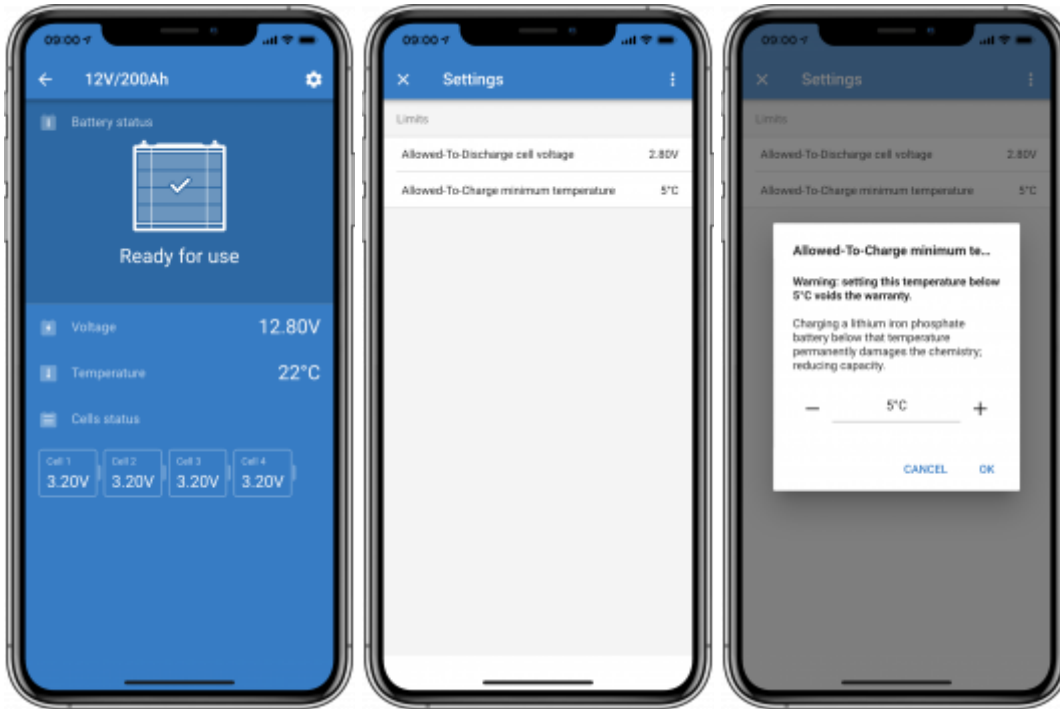 09:00
12V/200Ah
Battery status
Ready for use
Voltage 12.80V
Temperature 22°C
Cells status
Cell 1 Cell 2 Cell 3 Cell 4
3.20V 3.20V 3.20V 3.20V
09:00
Settings
Limits
Allowed-To-Discharge cell voltage 2.80V
Allowed-To-Charge minimum temperature 5°C
09:00
Settings
Limits
Allowed-To-Discharge cell voltage 2.80V
Allowed-To-Charge minimum temperature 5°C
Allowed-To-Charge minimum te...
Warning: setting this temperature below
5°C voids the warranty.
Charging a lithium iron phosphate
battery below that temperature
permanently damages the chemistry;
reducing capacity.
5°C
CANCEL OK